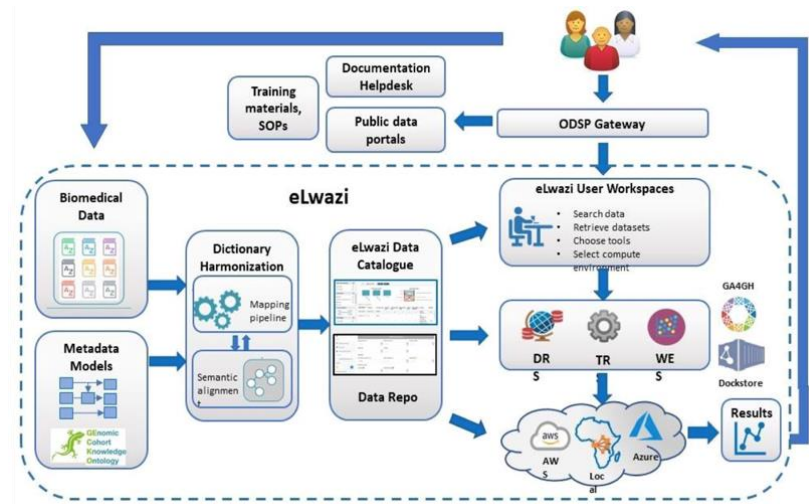 Documentation
Helpdesk
Training
materials,
SOPs
Public data
portals
ODSP Gateway
eLwazi
Biomedical
Data
Dictionary
Harmonization
Mapping
pipeline
Semantic
alignmen
t
Metadata
Models
GEnomic
Cohort
Knowledge
Ontology
eLwazi Data
Catalogue
Data Repo
eLwazi User Workspaces
• Search data
• Retrieve datasets
• Choose tools
• Select compute
environment
DR
S
TR
S
WE
S
GA4GH
Dockstore
aws
AW
S
Loc
al
Azure
Results